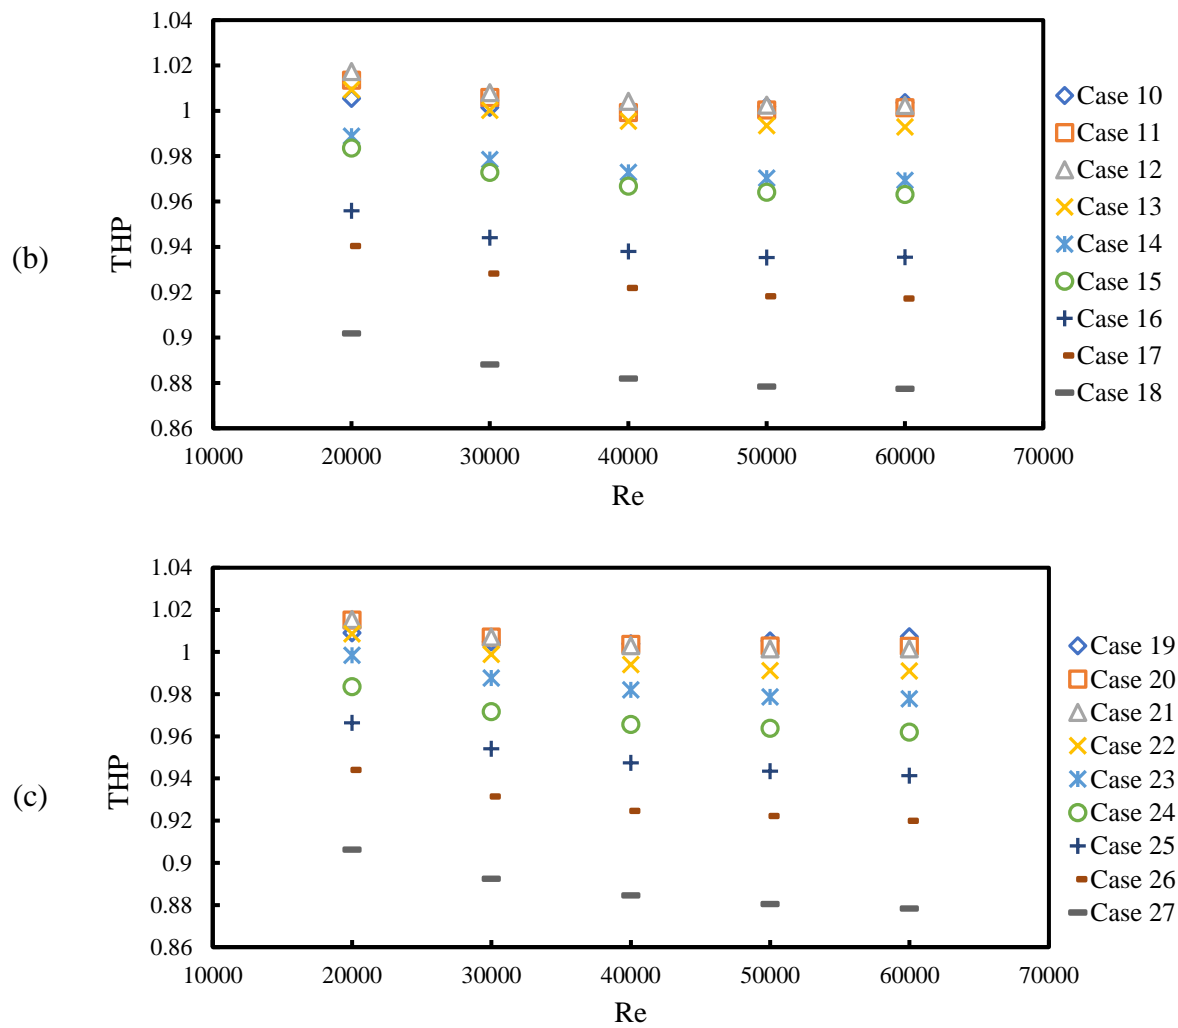 (b)
THP
1.04
1.02
1
0.98
0.96
0.94
0.92
0.9
0.88
0.86
10000 20000 30000 40000 50000 60000 70000
Re
Case 10
Case 11
Case 12
Case 13
Case 14
Case 15
Case 16
Case 17
Case 18
(c)
THP
1.04
1.02
1
0.98
0.96
0.94
0.92
0.9
0.88
0.86
10000 20000 30000 40000 50000 60000 70000
Re
Case 19
Case 20
Case 21
Case 22
Case 23
Case 24
Case 25
Case 26
Case 27